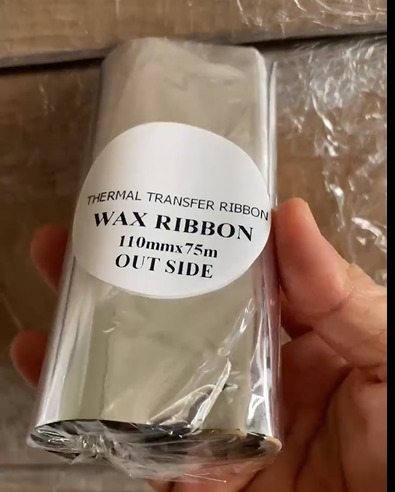 THERMAL TRANSFER RIBBON
WAX RIBBON
110mmx75m
OUT SIDE